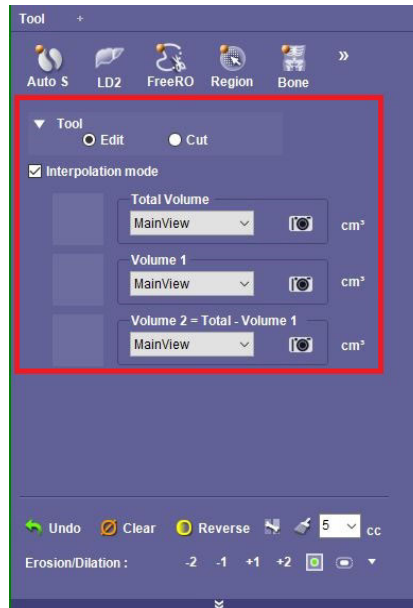 Tool +
Auto S LD2 FreeRO Region Bone »
▼ Tool
Edit Cut
Interpolation mode
Total Volume
MainView cm³
Volume 1
MainView cm³
Volume 2 = Total - Volume 1
MainView cm³
Undo Clear Reverse 5 cc
Erosion/Dilation : -2 -1 +1 +2